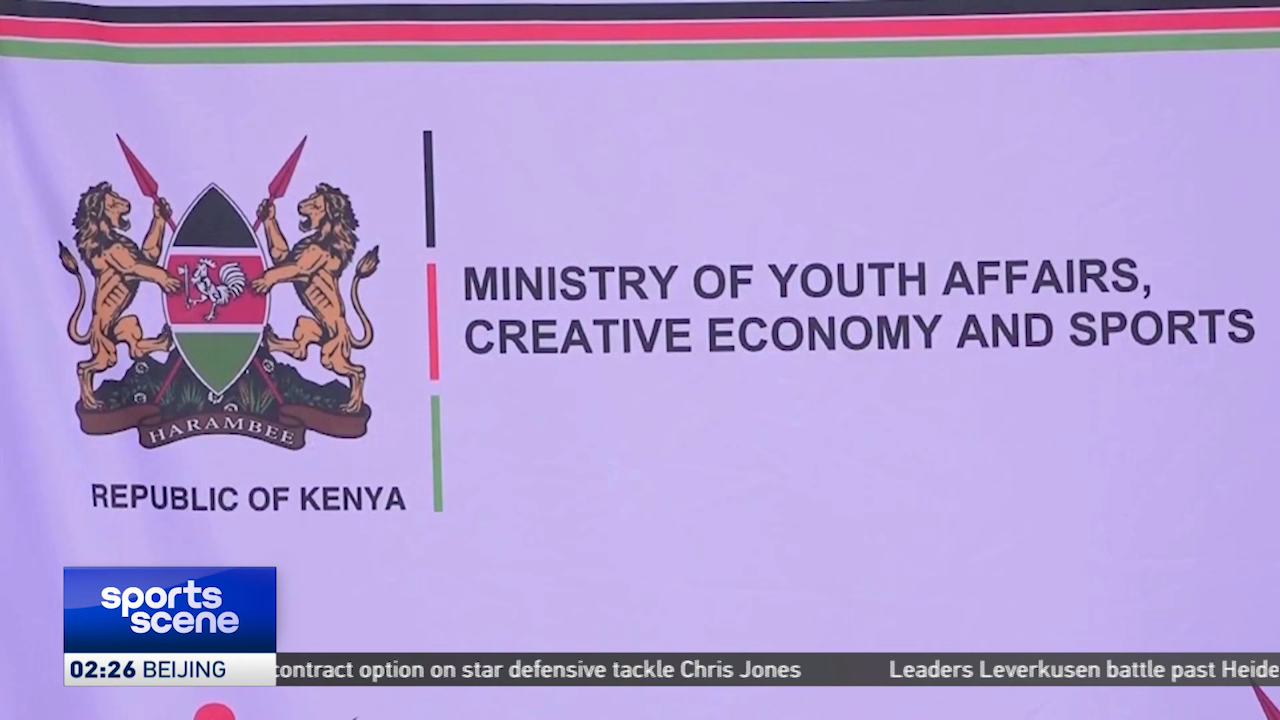 HARAMBEE
REPUBLIC OF KENYA
MINISTRY OF YOUTH AFFAIRS,
CREATIVE ECONOMY AND SPORTS
sports
scene
02:26 BEIJING
contract option on star defensive tackle Chris Jones
Leaders Leverkusen battle past Heide